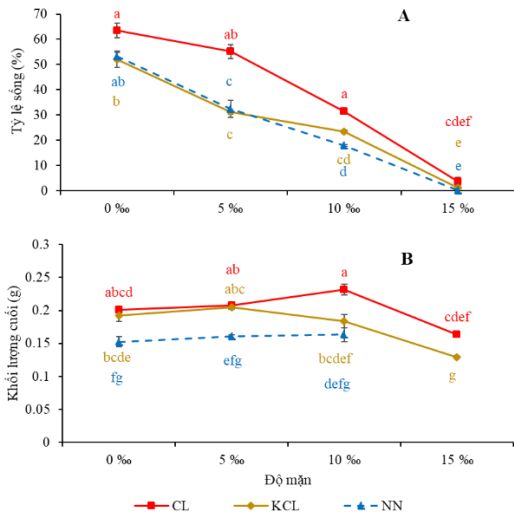 A
Tỷ lệ sống (%)
70
60
50
40
30
20
10
0
a
ab
b
ab
c
c
a
cd
d
cdef
e
e
0 ‰
5 ‰
10 ‰
15 ‰
B
Khối lượng cuối (g)
0.3
0.25
0.2
0.15
0.1
0.05
0
abcd
bcde
fg
ab
abc
efg
a
bcdef
defg
cdef
g
0 ‰
5 ‰
10 ‰
15 ‰
Độ mặn
CL KCL NN